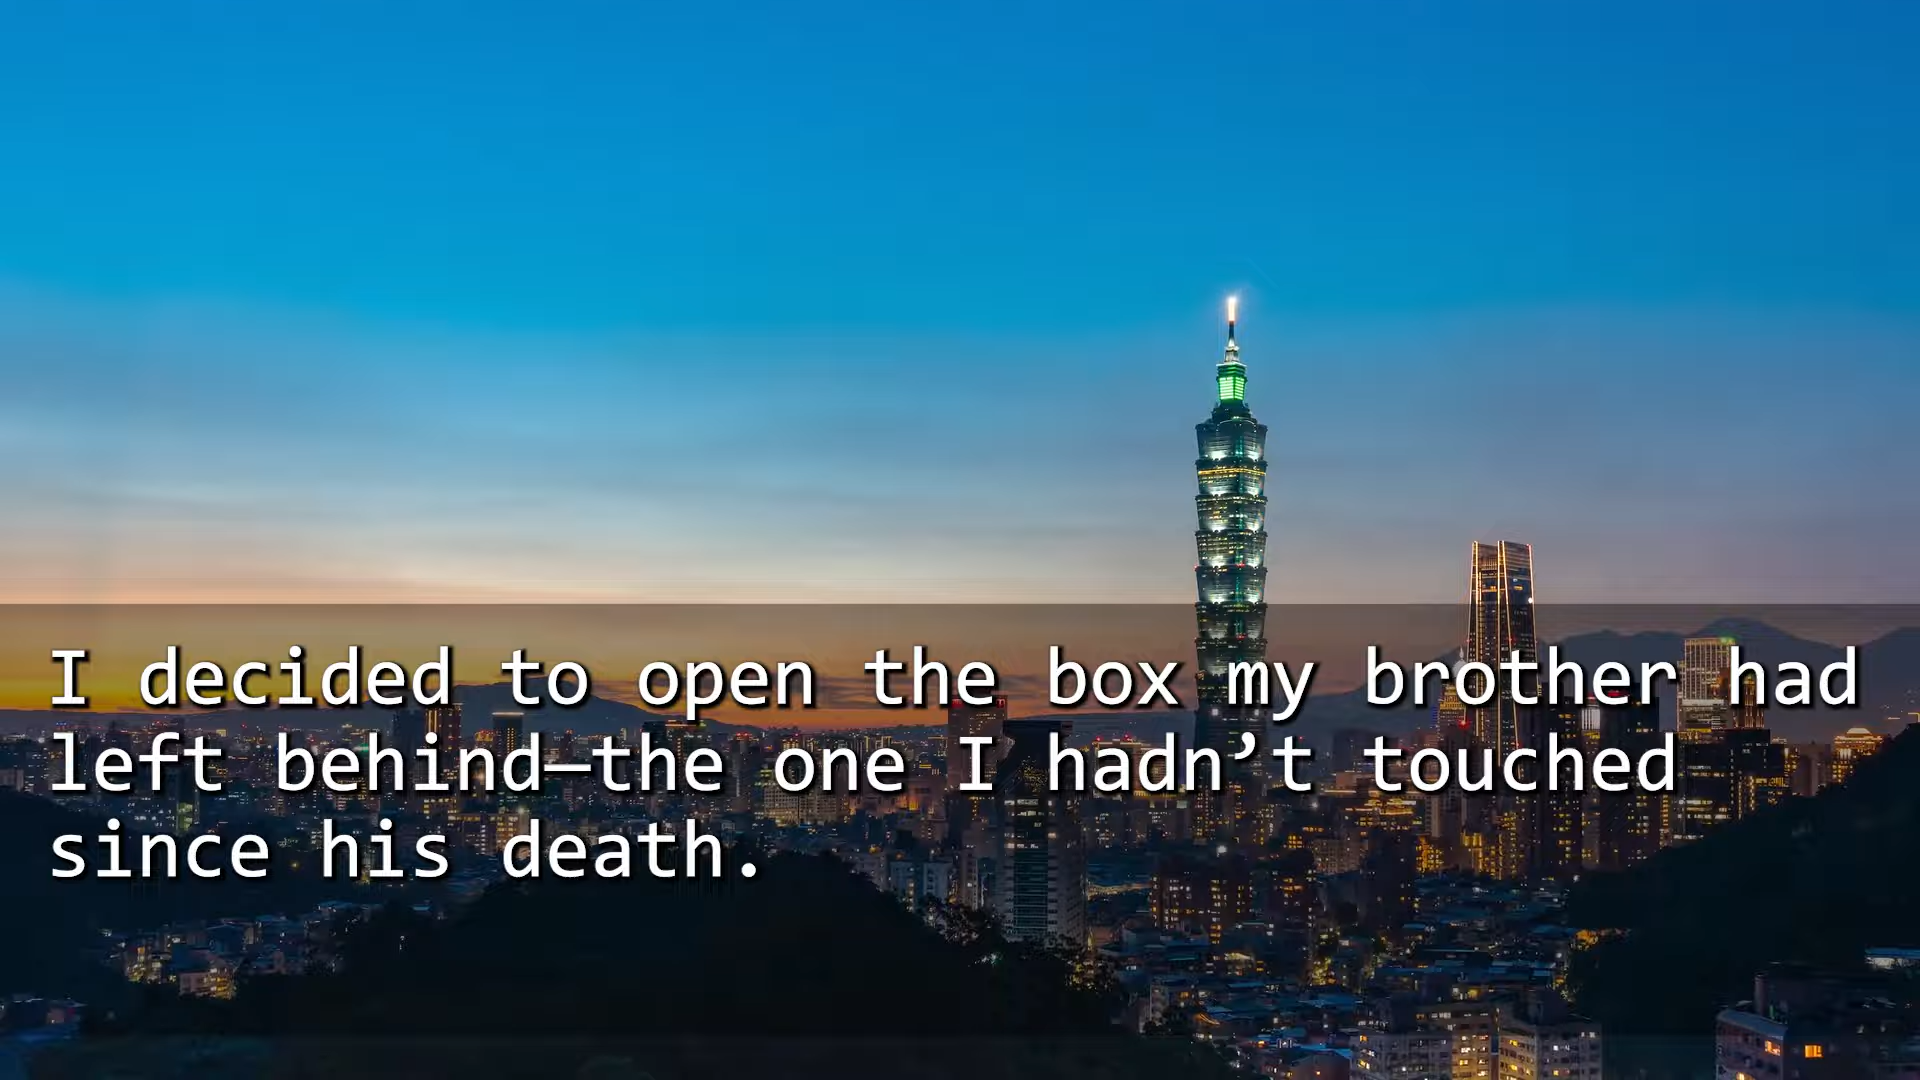 I decided to open the box my brother had
left behind—the one I hadn’t touched
since his death.